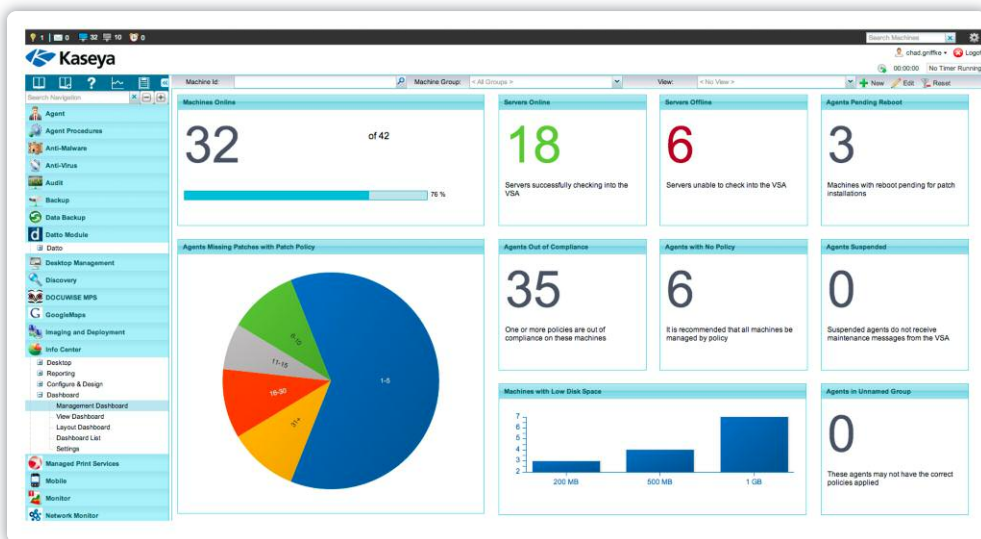 1 0 32 10 0
Search Machines
Kaseya
chad.griffke Logoff
00:00:00 No Timer Running
Search Navigation
Machine Id: Machine Group: < All Groups > View: < No View > New Edit Reset
Agent
Agent Procedures
Anti-Malware
Anti-Virus
Audit
Backup
Data Backup
Datto Module
Datto
Desktop Management
Discovery
DOCUWISE MPS
GoogleMaps
Imaging and Deployment
Info Center
Desktop
Reporting
Configure & Design
Dashboard
Management Dashboard
View Dashboard
Layout Dashboard
Dashboard List
Settings
Managed Print Services
Mobile
Monitor
Network Monitor
Machines Online
32
of 42
76 %
Servers Online
18
Servers successfully checking into the
VSA
Servers Offline
6
Servers unable to check into the VSA
Agents Pending Reboot
3
Machines with reboot pending for patch
installations
Agents Missing Patches with Patch Policy
1-5
6-10
11-15
16-30
31+
Agents Out of Compliance
35
One or more policies are out of
compliance on these machines
Agents with No Policy
6
It is recommended that all machines be
managed by policy
Agents Suspended
0
Suspended agents do not receive
maintenance messages from the VSA
Machines with Low Disk Space
7
6
5
4
3
2
200 MB 500 MB 1 GB
Agents in Unnamed Group
0
These agents may not have the correct
policies applied